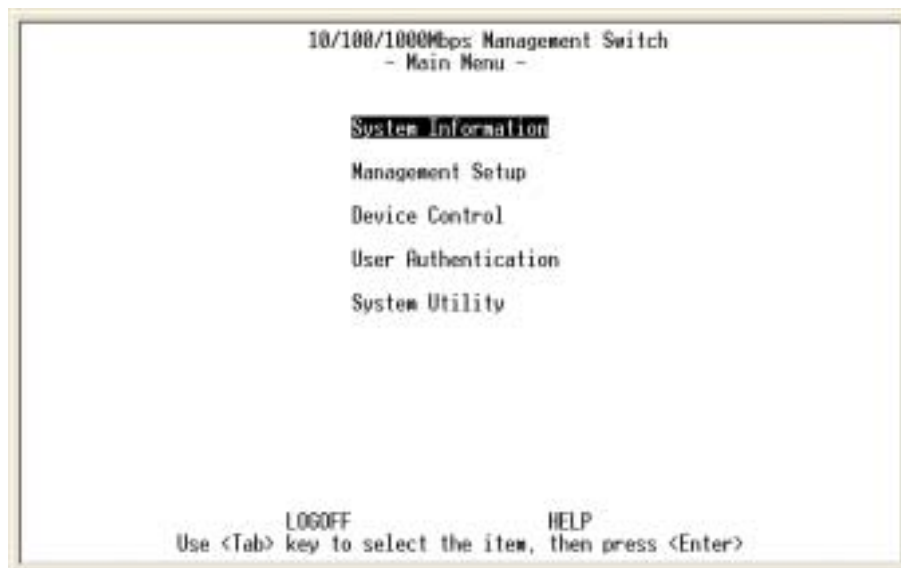 10/100/1000Mbps Management Switch
- Main Menu -
System Information
Management Setup
Device Control
User Authentication
System Utility
LOGOFF HELP
Use <Tab> key to select the item, then press <Enter>